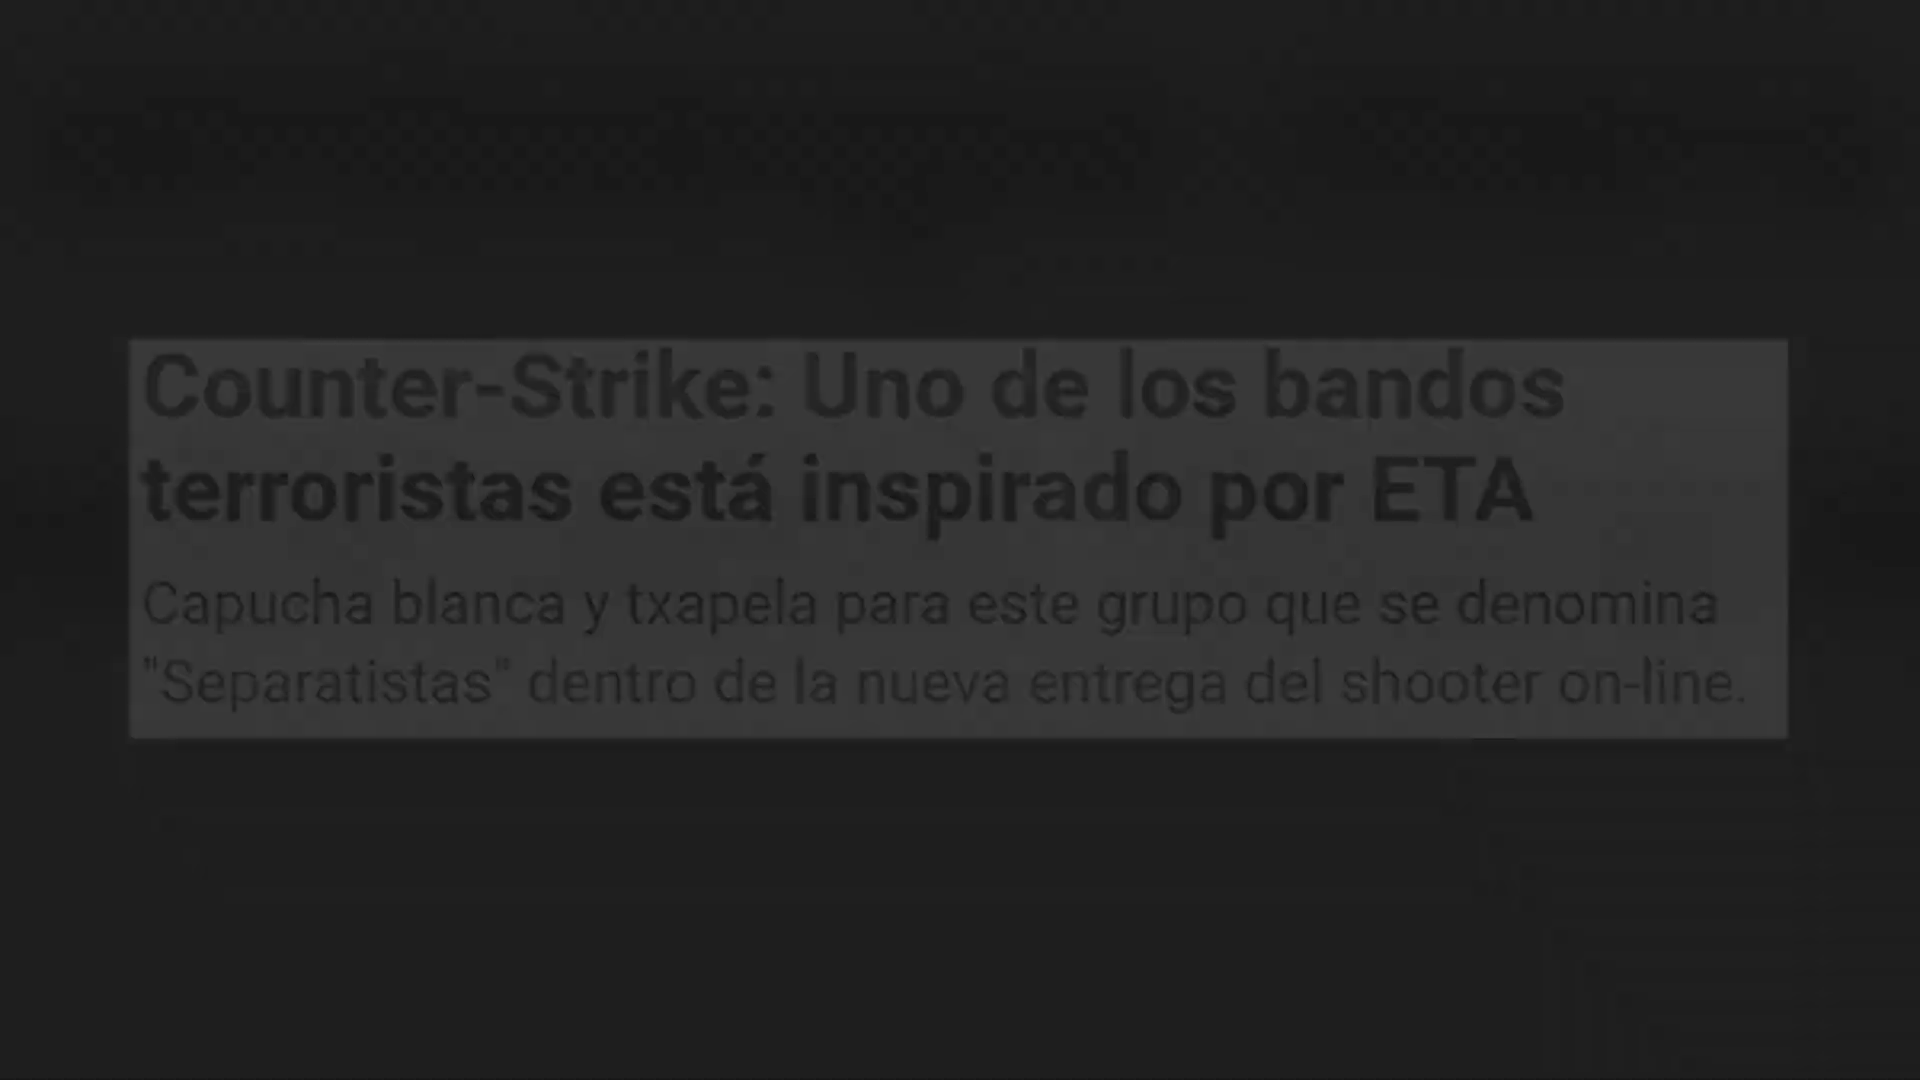 Counter-Strike: Uno de los bandos
terroristas está inspirado por ETA
Capucha blanca y txapela para este grupo que se denomina
"Separatistas" dentro de la nueva entrega del shooter on-line.